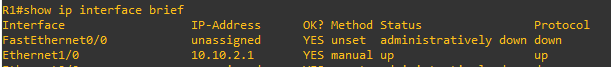 R1#show ip interface brief
Interface IP-Address OK? Method Status Protocol
FastEthernet0/0 unassigned YES unset administratively down down
Ethernet1/0 10.10.2.1 YES manual up up